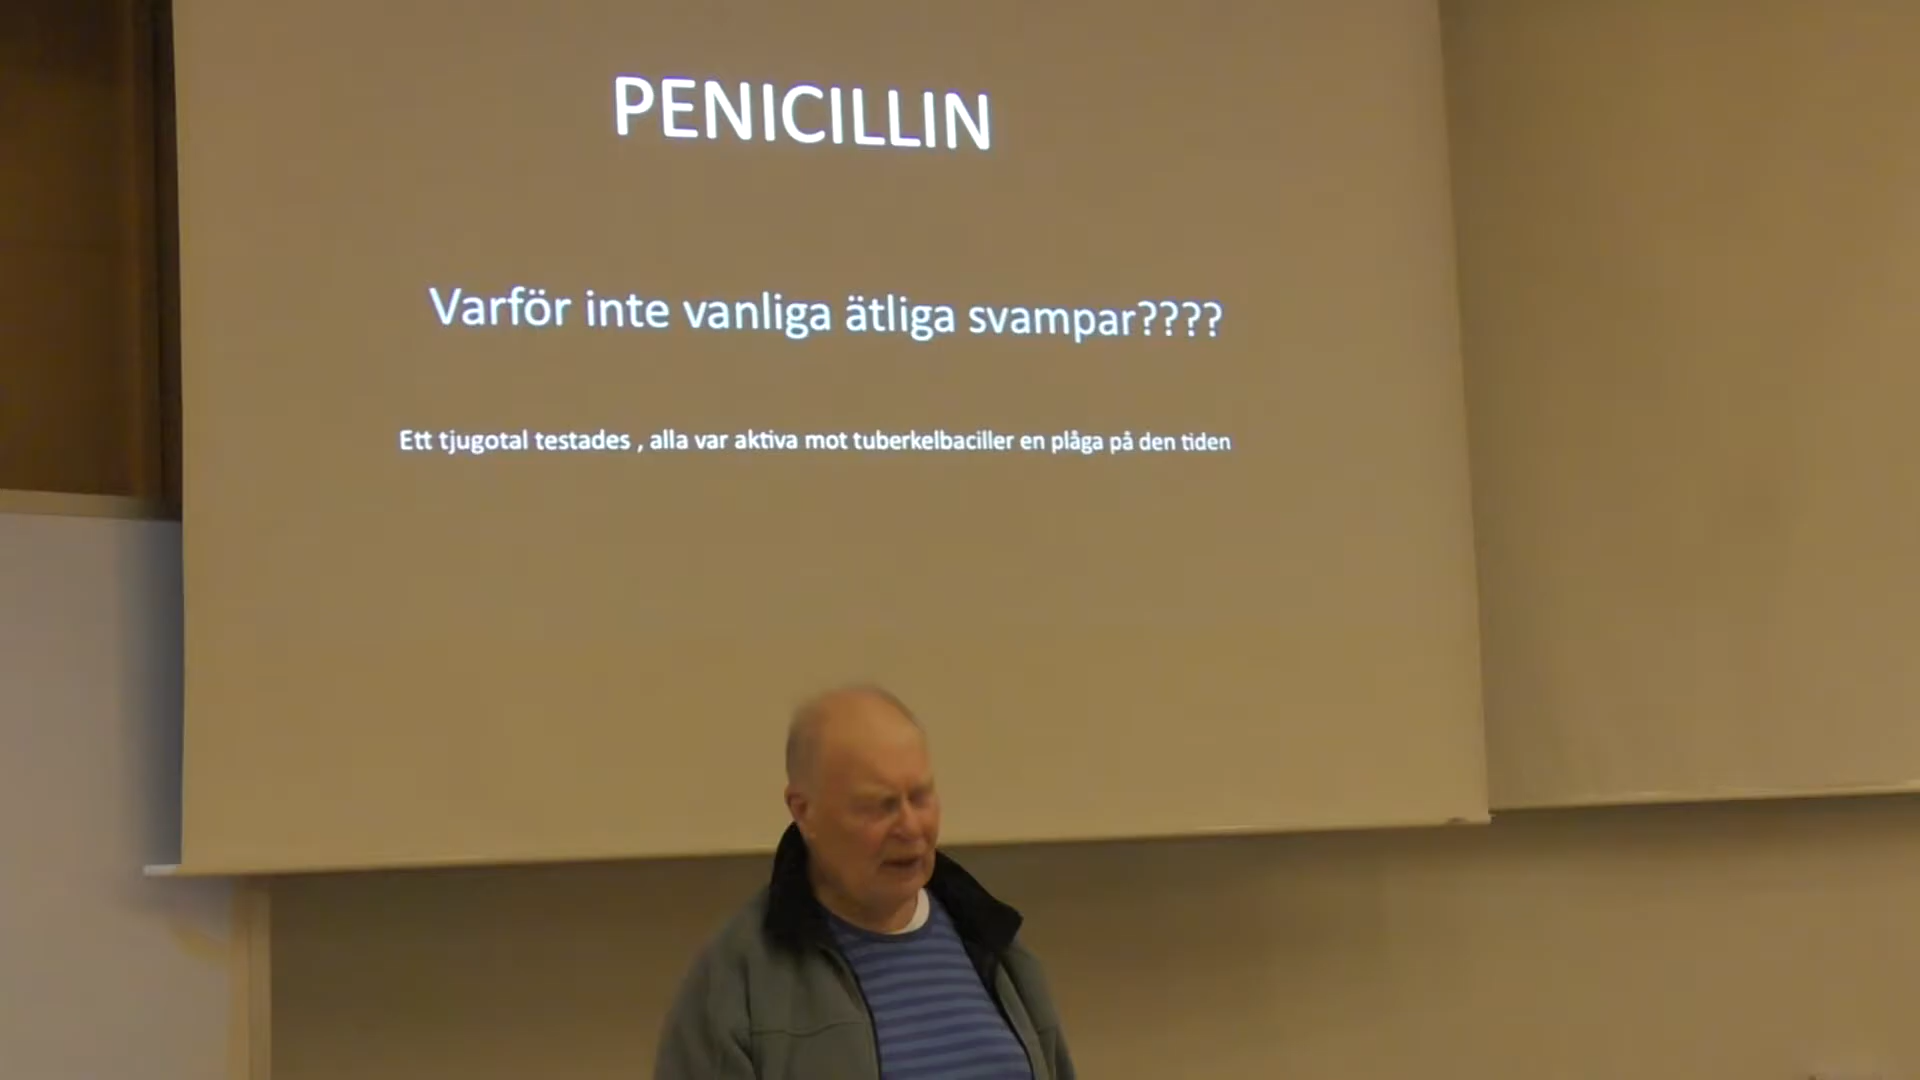 PENICILLIN
Varför inte vanliga ätliga svampar????
Ett tjugotal testades , alla var aktiva mot tuberkelbaciller en plåga på den tiden